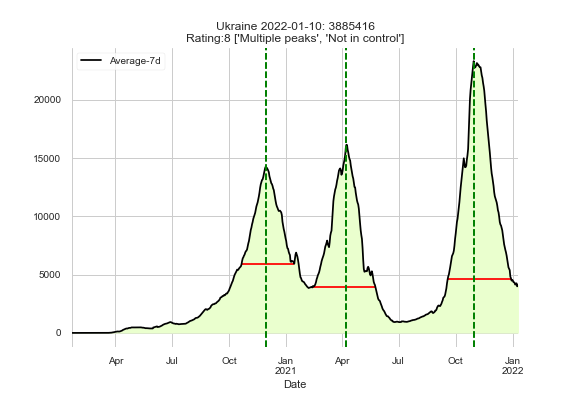 Ukraine 2022-01-10: 3885416
Rating:8 ['Multiple peaks', 'Not in control']
Average-7d
20000
15000
10000
5000
0
Apr Jul Oct Jan Apr Jul Oct Jan
2021 2022
Date